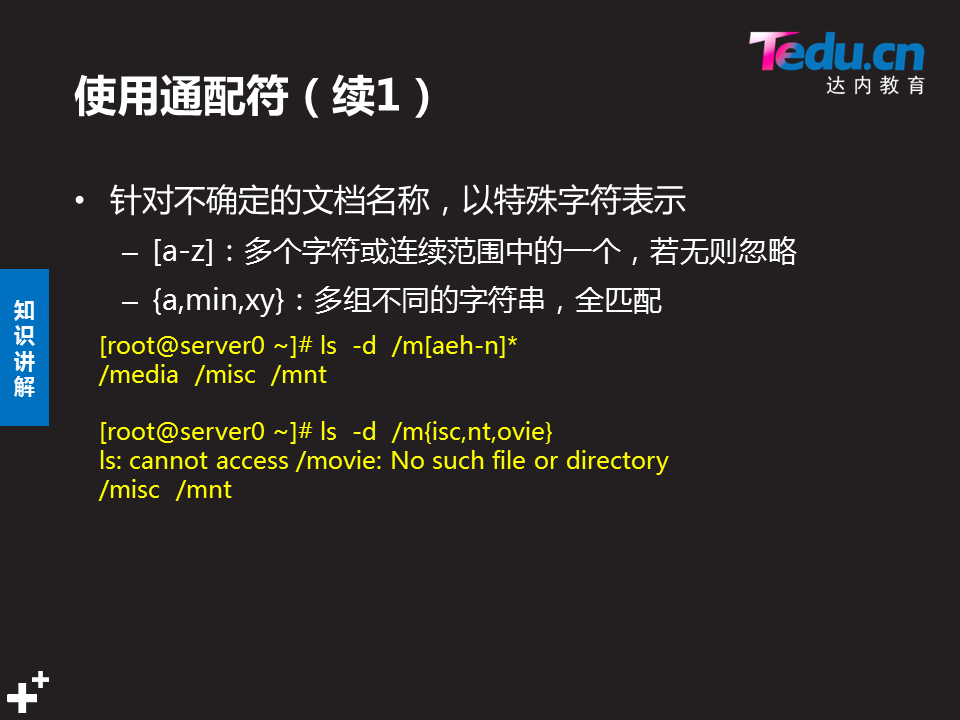 Tedu.cn
达内教育
使用通配符（续1）
• 针对不确定的文档名称，以特殊字符表示
– [a-z]：多个字符或连续范围中的一个，若无则忽略
– {a,min,xy}：多组不同的字符串，全匹配
知识讲解
[root@server0 ~]# ls  -d  /m[aeh-n]*
/media  /misc  /mnt
[root@server0 ~]# ls  -d  /m{isc,nt,ovie}
ls: cannot access /movie: No such file or directory
/misc  /mnt